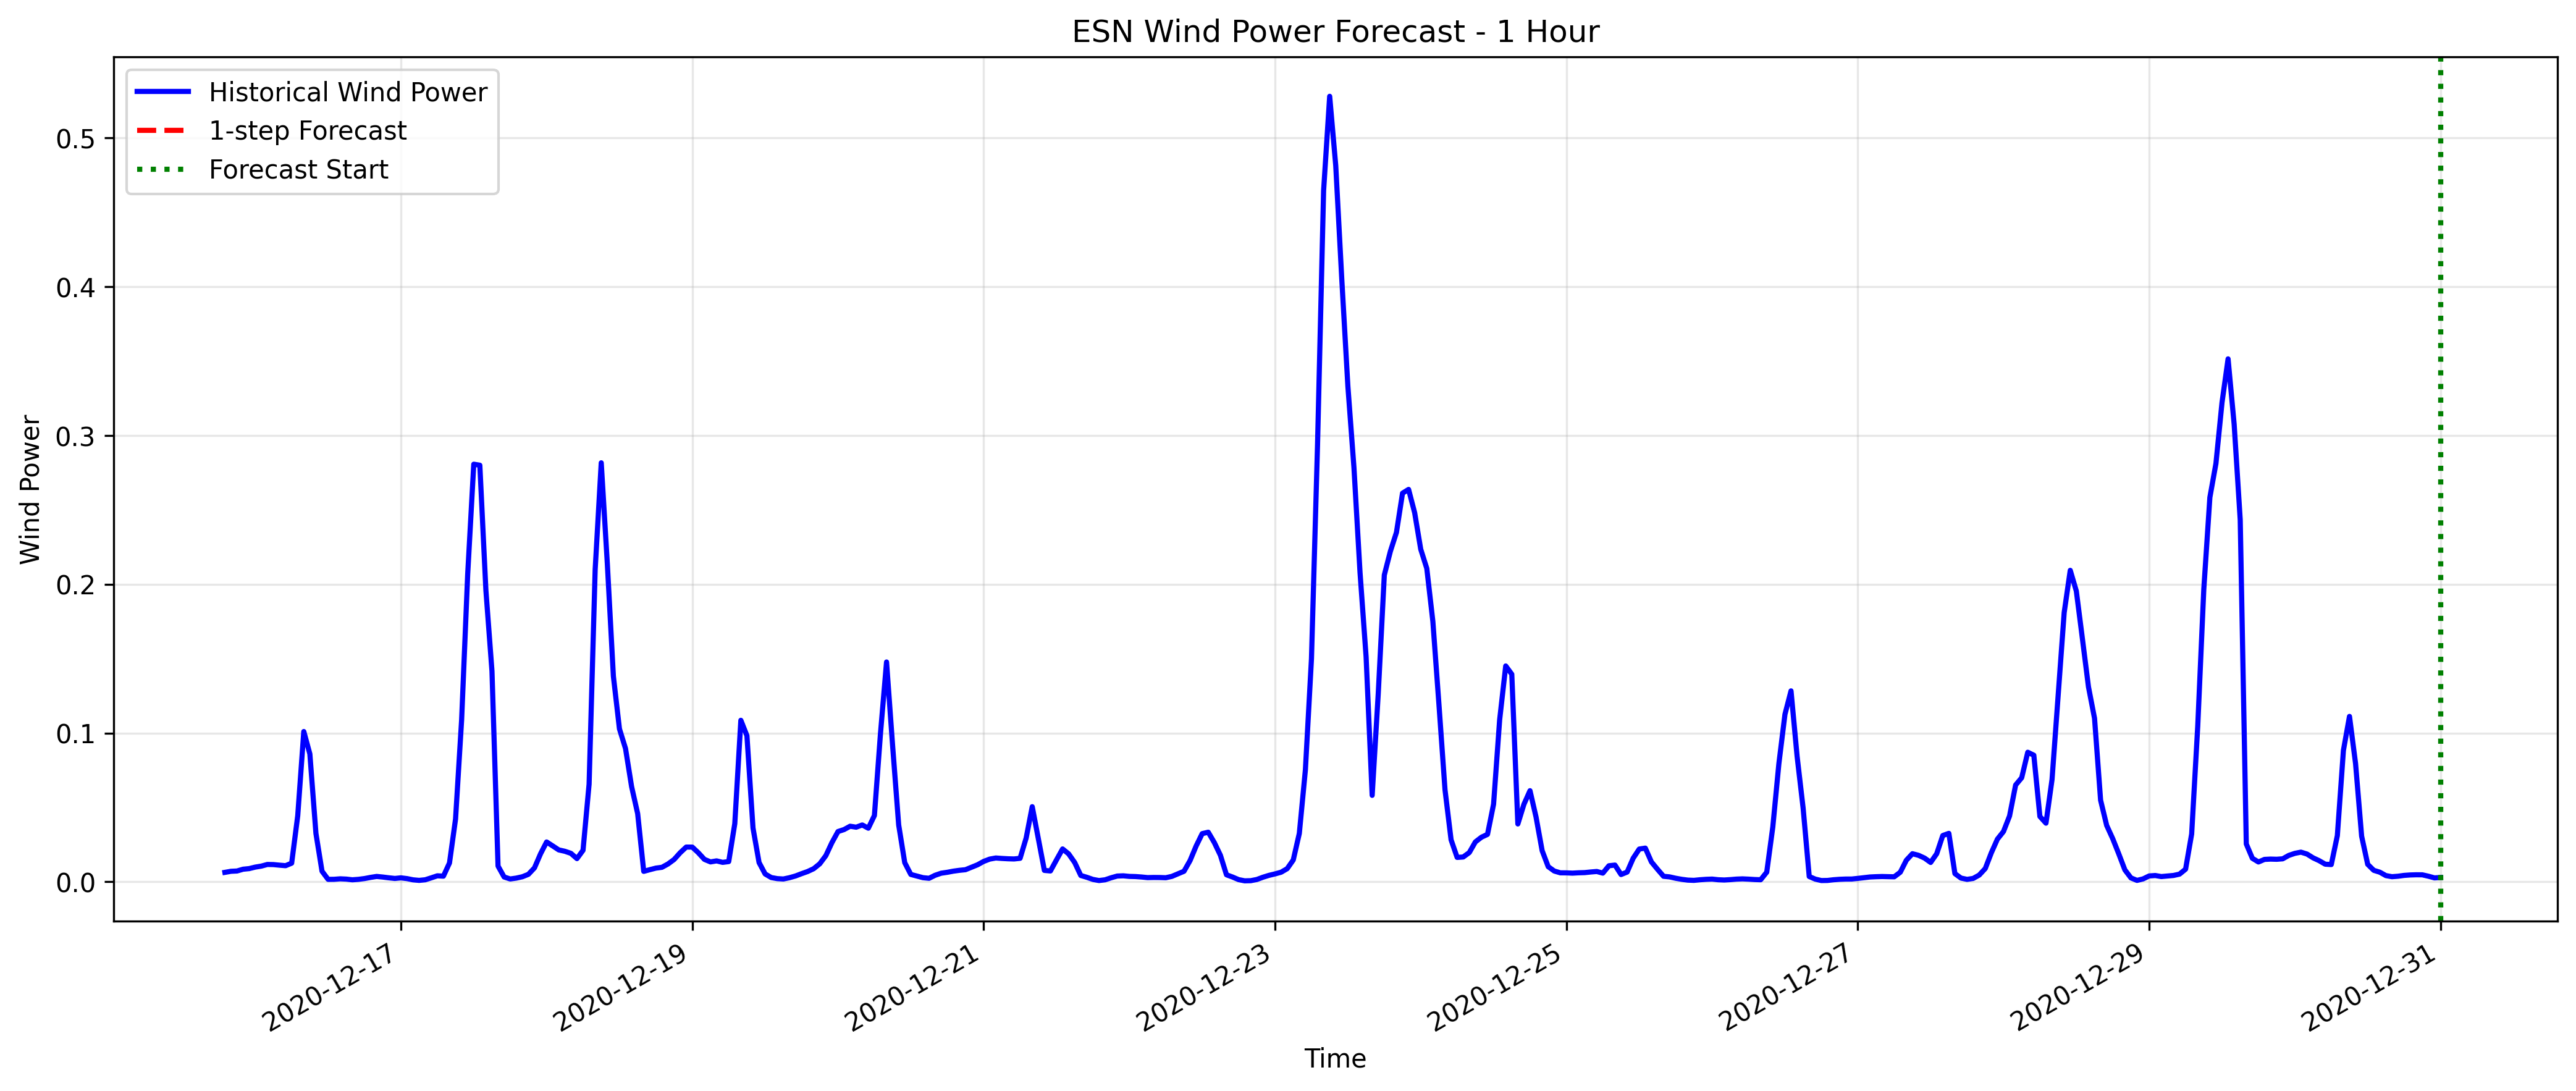 ESN Wind Power Forecast - 1 Hour
Historical Wind Power
1-step Forecast
Forecast Start
Wind Power
0.5
0.4
0.3
0.2
0.1
0.0
2020-12-17
2020-12-19
2020-12-21
2020-12-23
2020-12-25
2020-12-27
2020-12-29
2020-12-31
Time